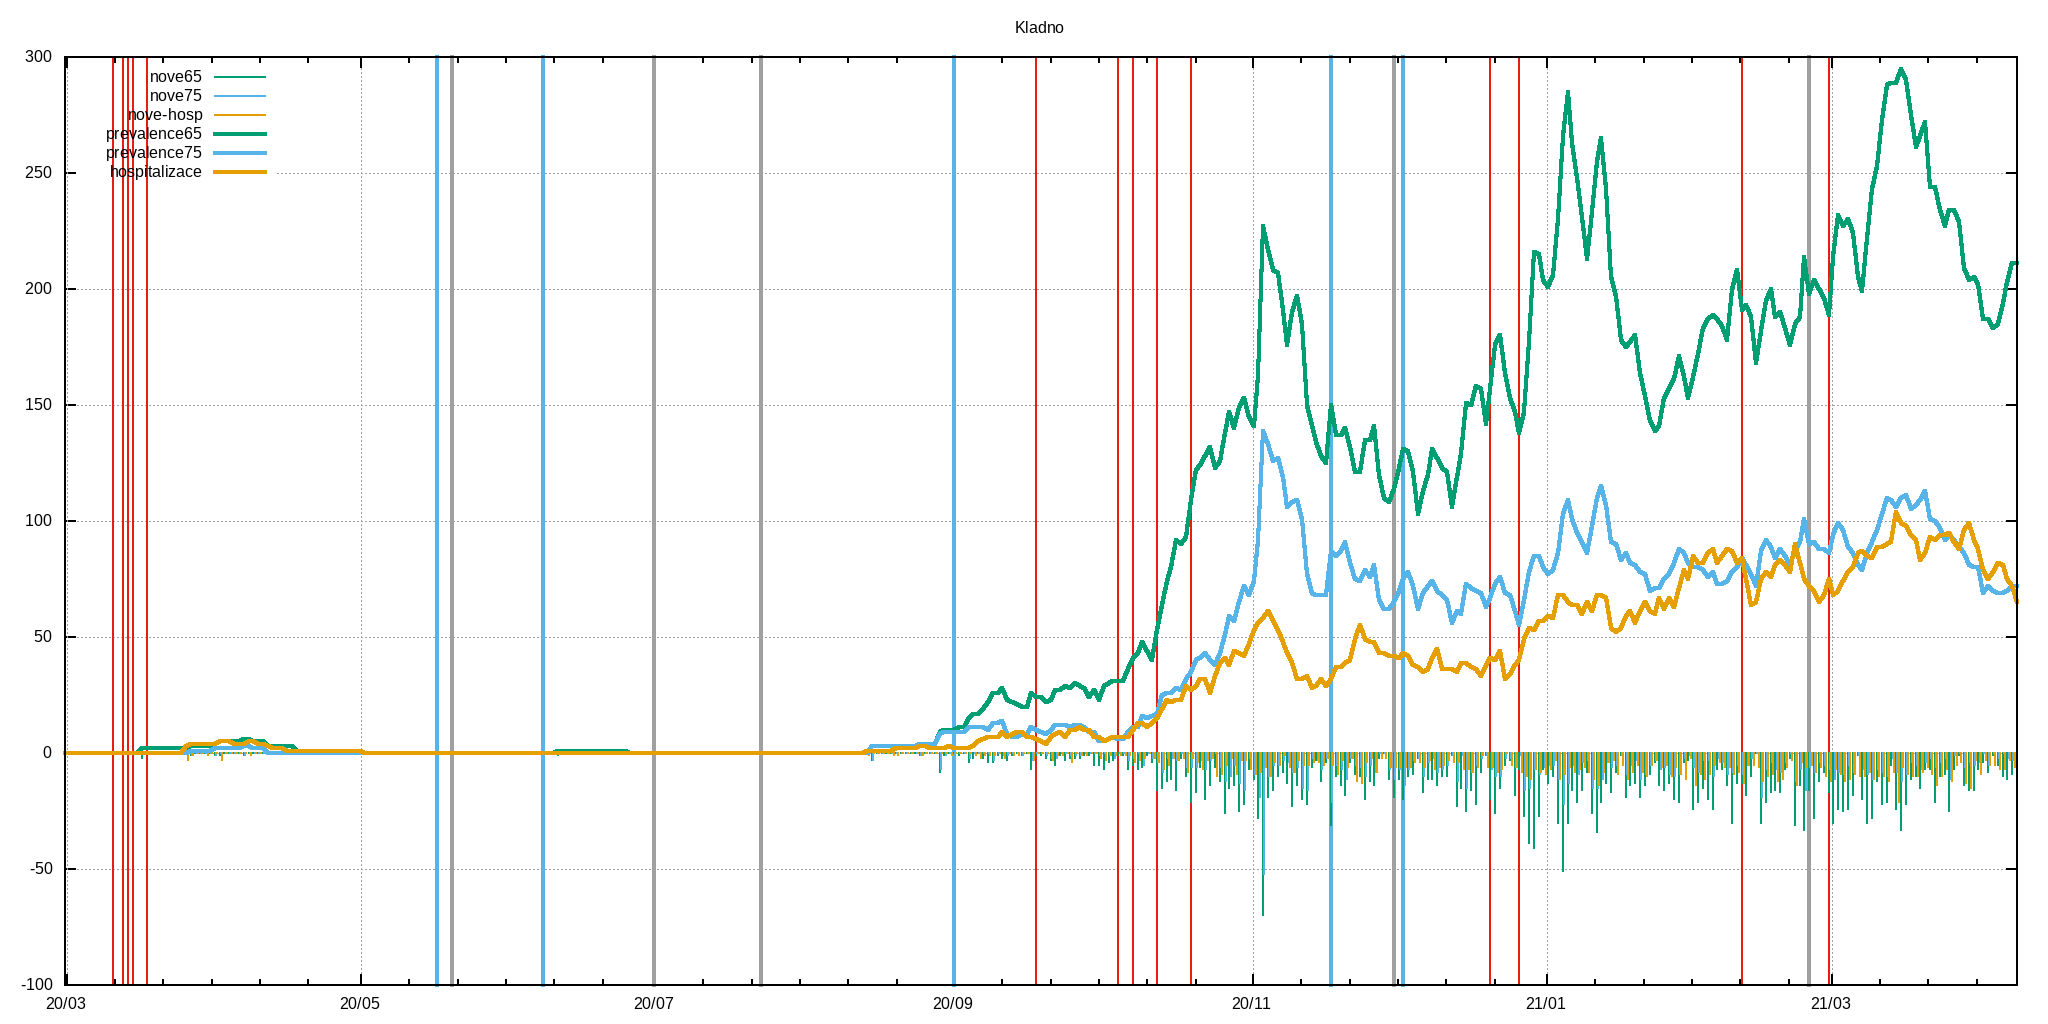 Kladno
300
nove65
nove75
nove-hosp
prevalence65
prevalence75
hospitalizace
250
200
150
100
50
0
-50
-100
20/03 20/05 20/07 20/09 20/11 21/01 21/03